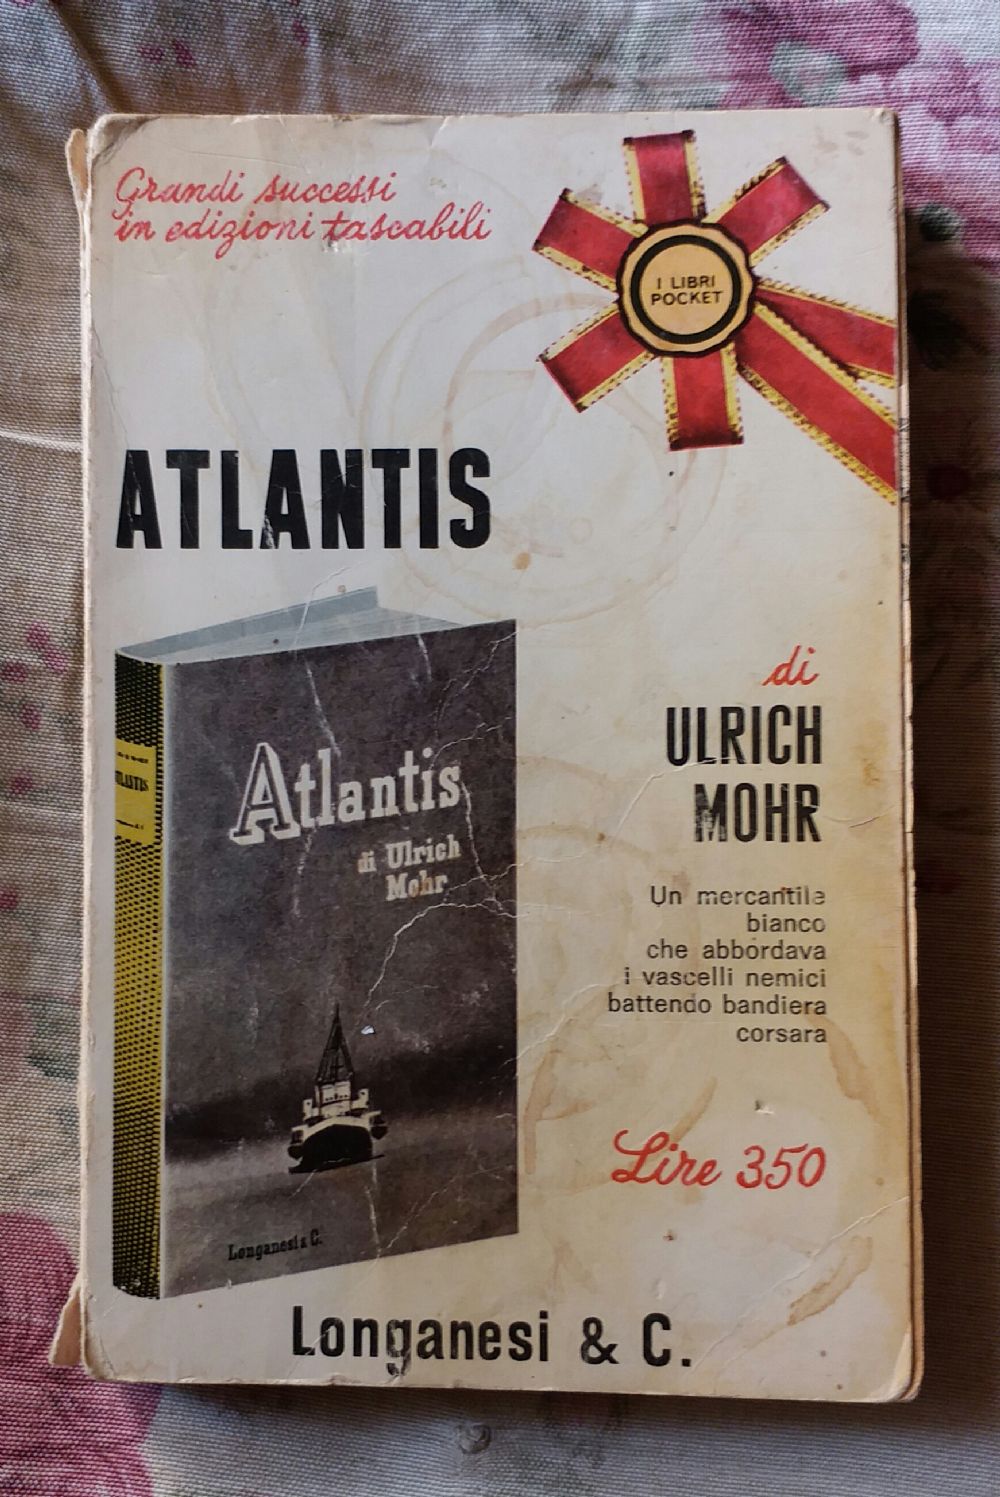 Grandi successi
in edizioni tascabili
I LIBRI
POCKET
ATLANTIS
ATLANTIS
Atlantis
di Ulrich
Mohr
Longanesi & C.
di
ULRICH
MOHR
Un mercantile
bianco
che abbordava
i vascelli nemici
battendo bandiera
corsara
Lire 350
Longanesi & C.